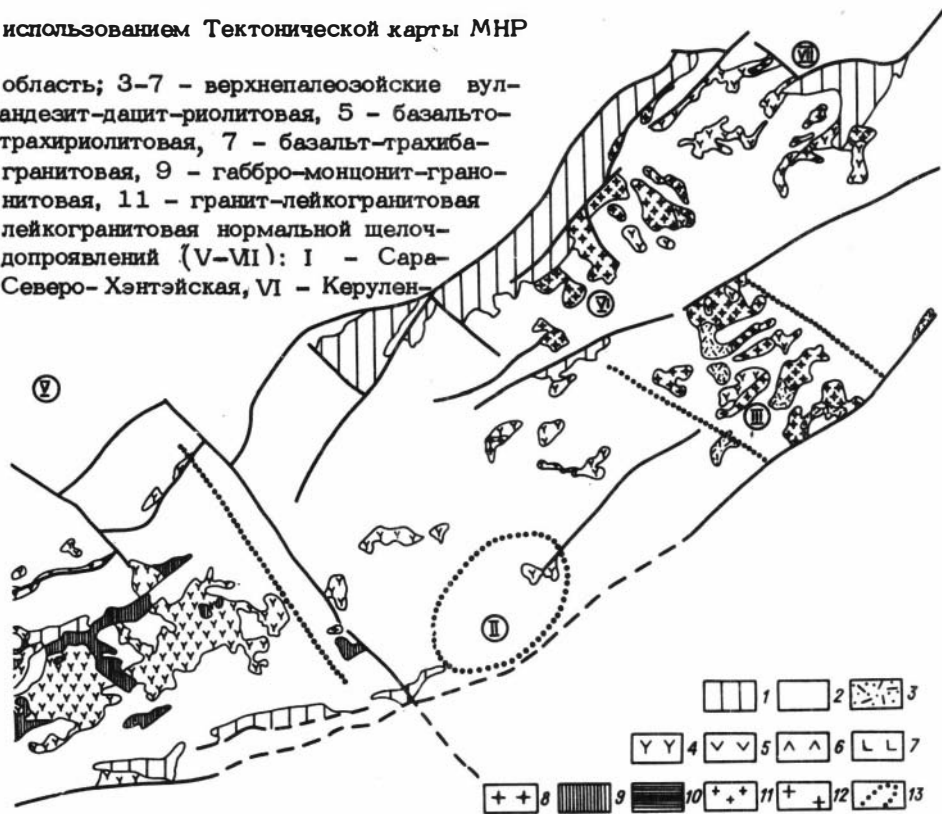 использованием Тектонической карты МНР
область; 3-7 - верхнепалеозойские вул-
андезит-дацит-риолитовая, 5 - базальто-
трахириолитовая, 7 - базальт-трахиба-
гранитовая, 9 - габбро-монцонит-грано-
нитовая, 11 - гранит-лейкогранитовая
лейкогранитовой нормальной щелоч-
допроявлений (V-VII): I - Сара-
Северо-Хэнтэйская, VI - Керулен-
VII
VI
V
III
II
1 2 3
4 5 6 7
8 9 10 11 12 13